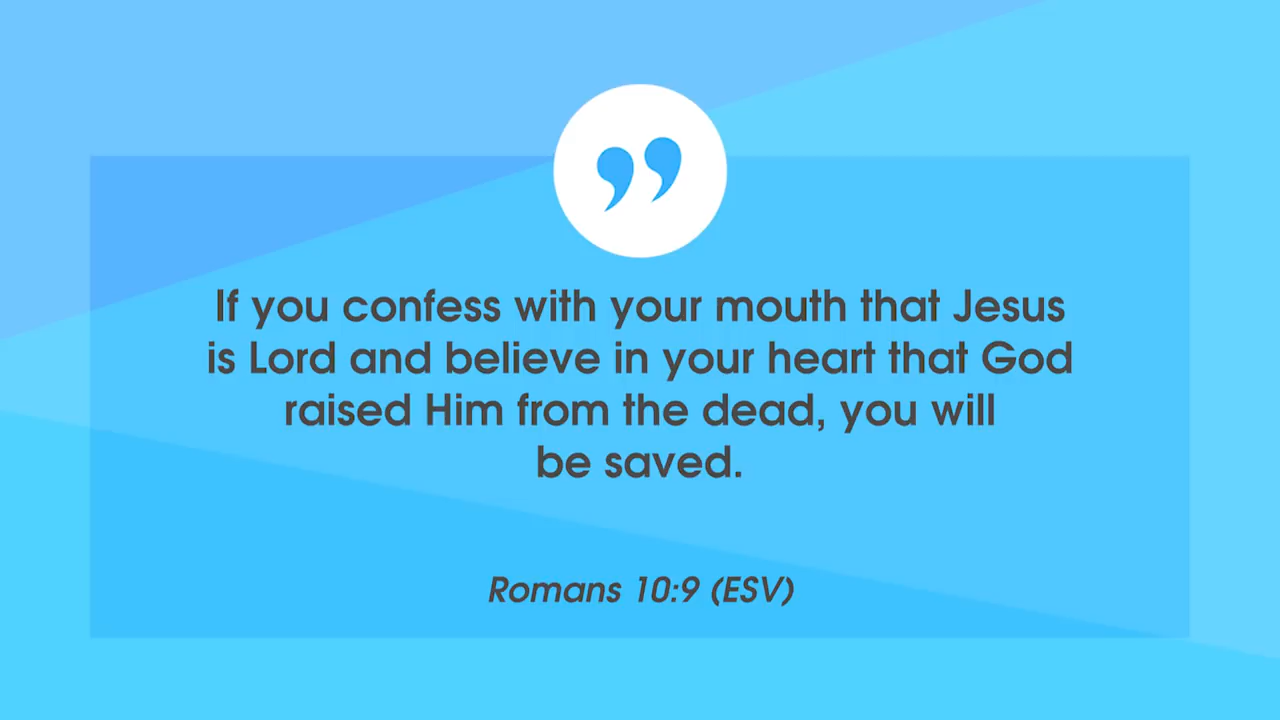 If you confess with your mouth that Jesus
is Lord and believe in your heart that God
raised Him from the dead, you will
be saved.
Romans 10:9 (ESV)